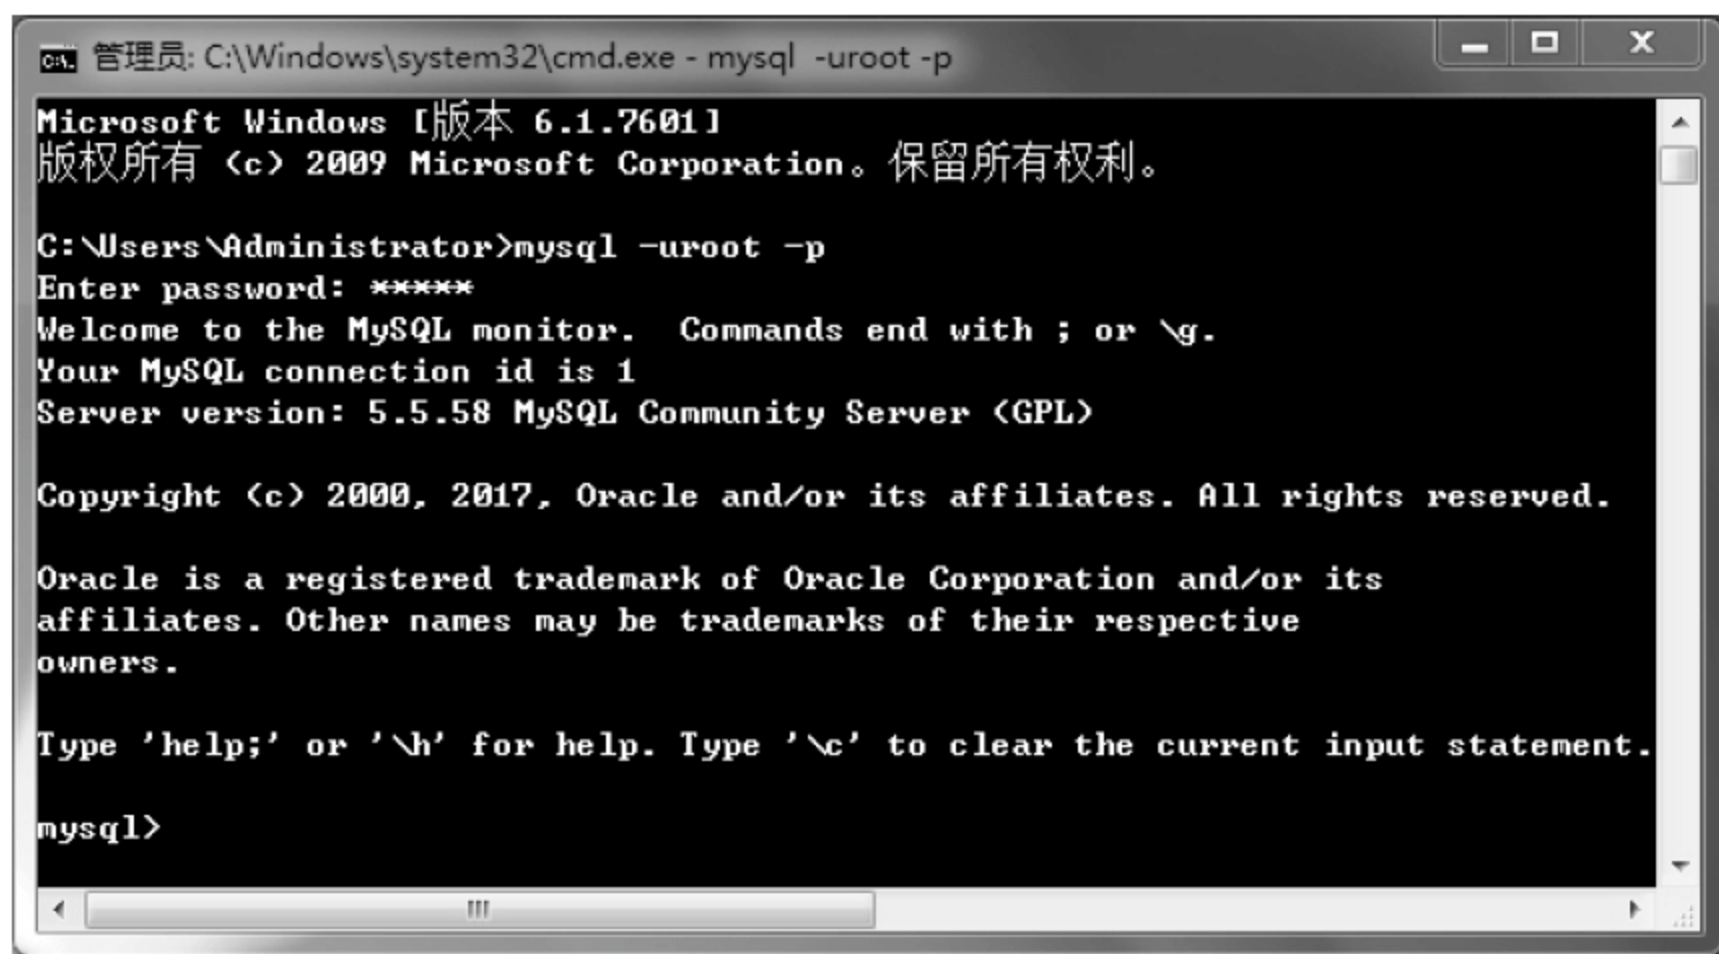 管理员: C:\Windows\system32\cmd.exe - mysql  -uroot -p
Microsoft Windows [版本 6.1.7601]
版权所有 (c) 2009 Microsoft Corporation。保留所有权利。
C:\Users\Administrator>mysql -uroot -p
Enter password: *****
Welcome to the MySQL monitor.  Commands end with ; or \g.
Your MySQL connection id is 1
Server version: 5.5.58 MySQL Community Server (GPL)
Copyright (c) 2000, 2017, Oracle and/or its affiliates. All rights reserved.
Oracle is a registered trademark of Oracle Corporation and/or its
affiliates. Other names may be trademarks of their respective
owners.
Type 'help;' or '\h' for help. Type '\c' to clear the current input statement.
mysql>